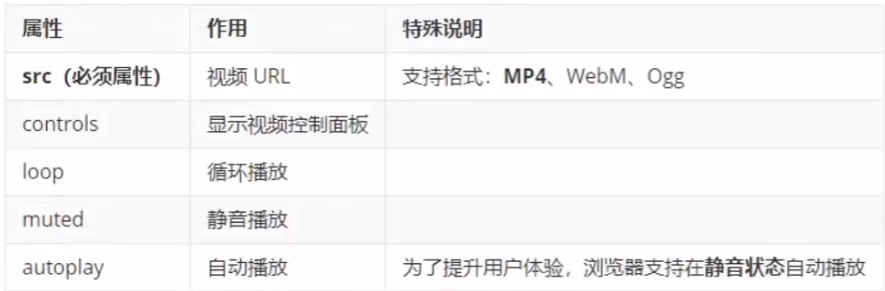 属性 作用 特殊说明
src（必须属性) 视频 URL 支持格式：MP4、WebM、Ogg
controls 显示视频控制面板
loop 循环播放
muted 静音播放
autoplay 自动播放 为了提升用户体验，浏览器支持在静音状态自动播放